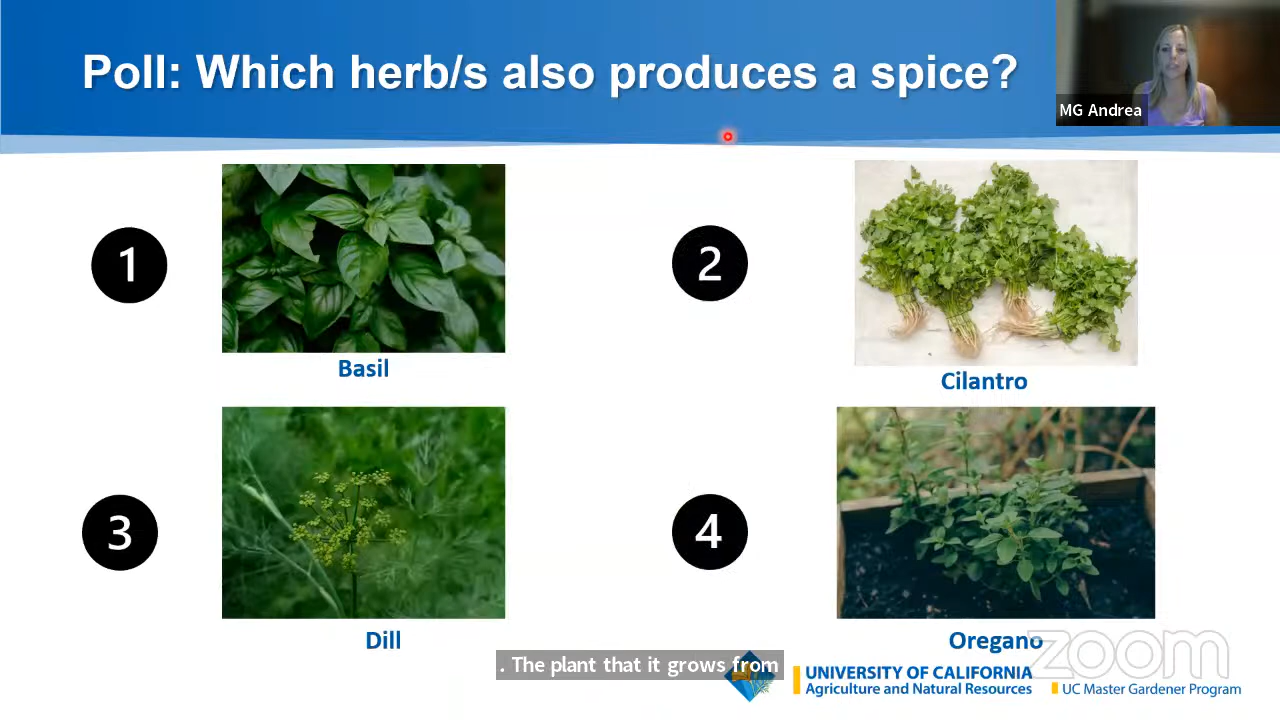 Poll: Which herb/s also produces a spice?
MG Andrea
1
2
Basil
Cilantro
3
4
Dill
Oregano
. The plant that it grows from
zoom
UNIVERSITY OF CALIFORNIA
Agriculture and Natural Resources
UC Master Gardener Program